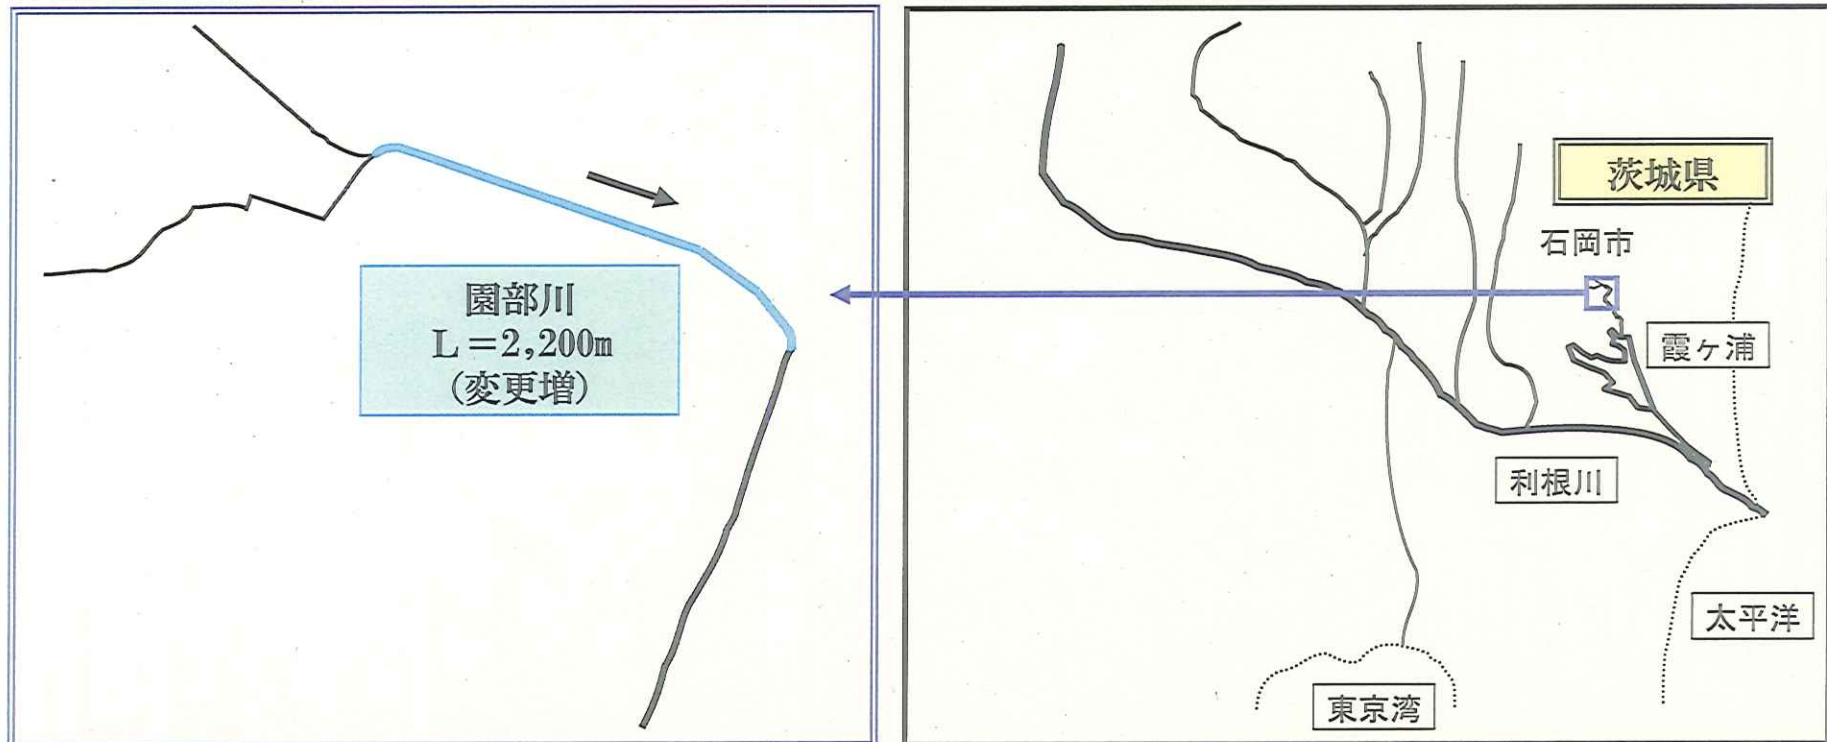 園部川
L=2,200m
(変更増)
茨城県
石岡市
霞ヶ浦
利根川
太平洋
東京湾